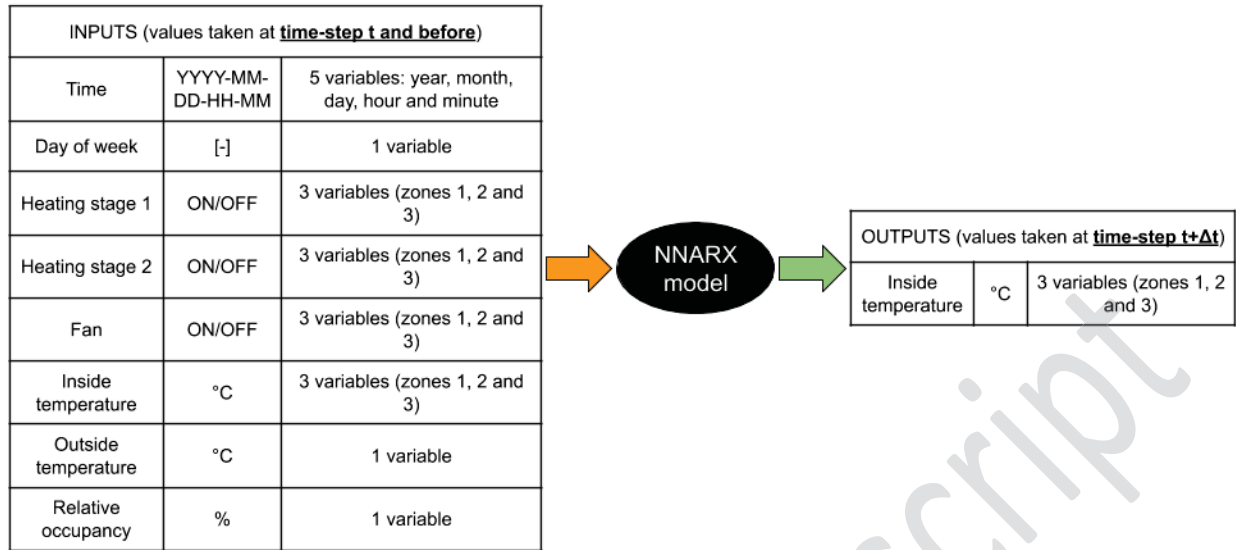 INPUTS (values taken at time-step t and before)
Time
YYYY-MM-
DD-HH-MM
5 variables: year, month,
day, hour and minute
Day of week
[-]
1 variable
Heating stage 1
ON/OFF
3 variables (zones 1, 2 and
3)
Heating stage 2
ON/OFF
3 variables (zones 1, 2 and
3)
Fan
ON/OFF
3 variables (zones 1, 2 and
3)
Inside
temperature
°C
3 variables (zones 1, 2 and
3)
Outside
temperature
°C
1 variable
Relative
occupancy
%
1 variable
NNARX
model
OUTPUTS (values taken at time-step t+Δt)
Inside
temperature
°C
3 variables (zones 1, 2
and 3)
script